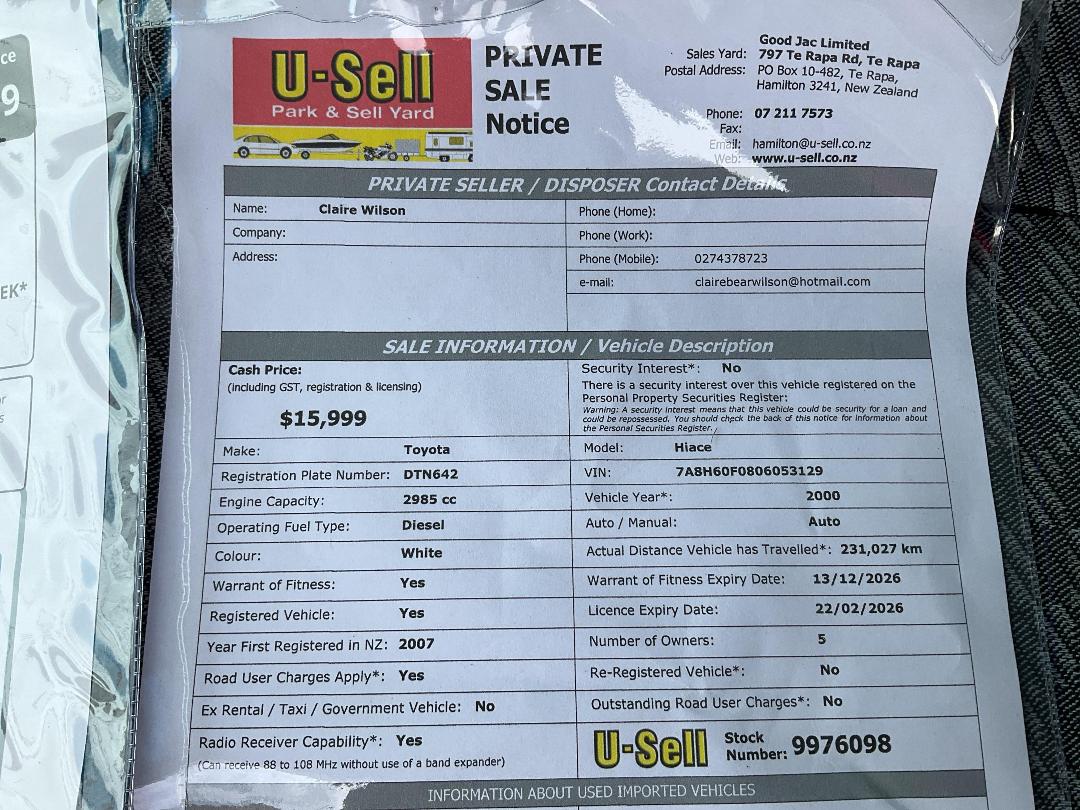 ce
9
EK*
or
s
U-Sell
Park & Sell Yard
PRIVATE
SALE
Notice
Good Jac Limited
Sales Yard: 797 Te Rapa Rd, Te Rapa
Postal Address: PO Box 10-482, Te Rapa,
Hamilton 3241, New Zealand
Phone: 07 211 7573
Fax:
Email: hamilton@u-sell.co.nz
Web: www.u-sell.co.nz
PRIVATE SELLER / DISPOSER Contact Details
Name: Claire Wilson
Phone (Home):
Company:
Phone (Work):
Address:
Phone (Mobile): 0274378723
e-mail: clairebearwilson@hotmail.com
SALE INFORMATION / Vehicle Description
Cash Price:
(including GST, registration & licensing)
$15,999
Security Interest*: No
There is a security interest over this vehicle registered on the
Personal Property Securities Register:
Warning: A security interest means that this vehicle could be security for a loan and
could be repossessed. You should check the back of this notice for information about
the Personal Securities Register.
Make: Toyota
Model: Hiace
Registration Plate Number: DTN642
VIN: 7A8H60F0806053129
Engine Capacity: 2985 cc
Vehicle Year*: 2000
Operating Fuel Type: Diesel
Auto / Manual: Auto
Colour: White
Actual Distance Vehicle has Travelled*: 231,027 km
Warrant of Fitness: Yes
Warrant of Fitness Expiry Date: 13/12/2026
Registered Vehicle: Yes
Licence Expiry Date: 22/02/2026
Year First Registered in NZ: 2007
Number of Owners: 5
Road User Charges Apply*: Yes
Re-Registered Vehicle*: No
Ex Rental / Taxi / Government Vehicle: No
Outstanding Road User Charges*: No
Radio Receiver Capability*: Yes
(Can receive 88 to 108 MHz without use of a band expander)
U-Sell Stock Number: 9976098
INFORMATION ABOUT USED IMPORTED VEHICLES